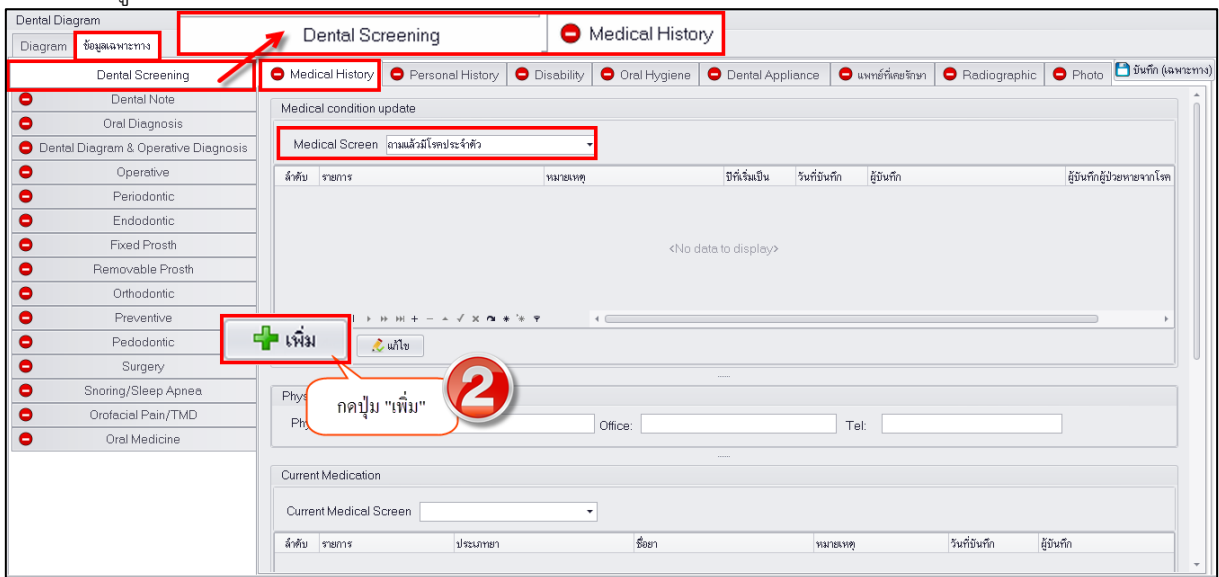 Dental Diagram
Dental Screening
Medical History
Diagram
ข้อมูลเฉพาะทาง
Dental Screening
Medical History
Personal History
Disability
Oral Hygiene
Dental Appliance
แพทย์ที่เคยรักษา
Radiographic
Photo
บันทึก (เฉพาะทาง)
Dental Note
Oral Diagnosis
Dental Diagram & Operative Diagnosis
Operative
Periodontic
Endodontic
Fixed Prosth
Removable Prosth
Orthodontic
Preventive
Pedodontic
Surgery
Snoring/Sleep Apnea
Orofacial Pain/TMD
Oral Medicine
Medical condition update
Medical Screen ถามแล้วมีโรคประจำตัว
ลำดับ รายการ หมายเหตุ ปีที่เริ่มเป็น วันที่บันทึก ผู้บันทึก ผู้บันทึกผู้ป่วยหายจากโรค
<No data to display>
เพิ่ม
แก้ไข
กดปุ่ม "เพิ่ม"
2
Office:
Tel:
Current Medication
Current Medical Screen
ลำดับ รายการ ประเภทยา ชื่อยา หมายเหตุ วันที่บันทึก ผู้บันทึก